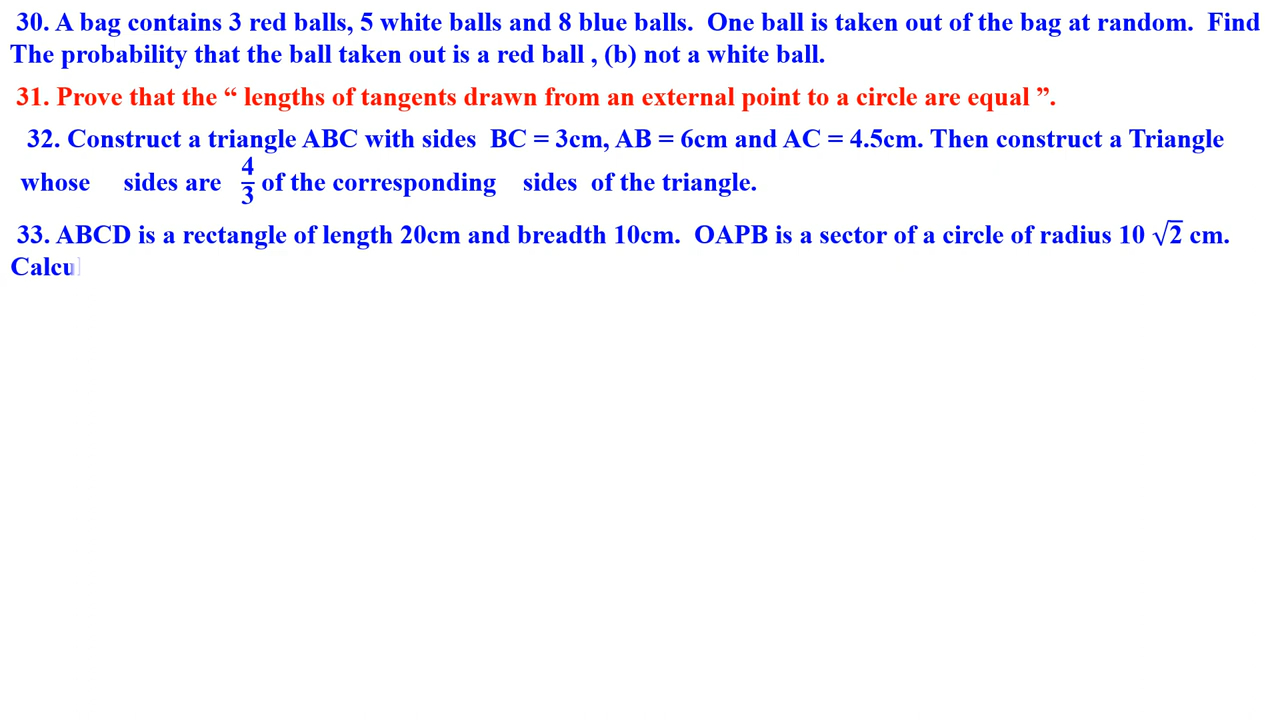 30. A bag contains 3 red balls, 5 white balls and 8 blue balls. One ball is taken out of the bag at random. Find
The probability that the ball taken out is a red ball , (b) not a white ball.
31. Prove that the “ lengths of tangents drawn from an external point to a circle are equal ”.
32. Construct a triangle ABC with sides BC = 3cm, AB = 6cm and AC = 4.5cm. Then construct a Triangle
whose sides are 4/3 of the corresponding sides of the triangle.
33. ABCD is a rectangle of length 20cm and breadth 10cm. OAPB is a sector of a circle of radius 10 √2 cm.
Calcu